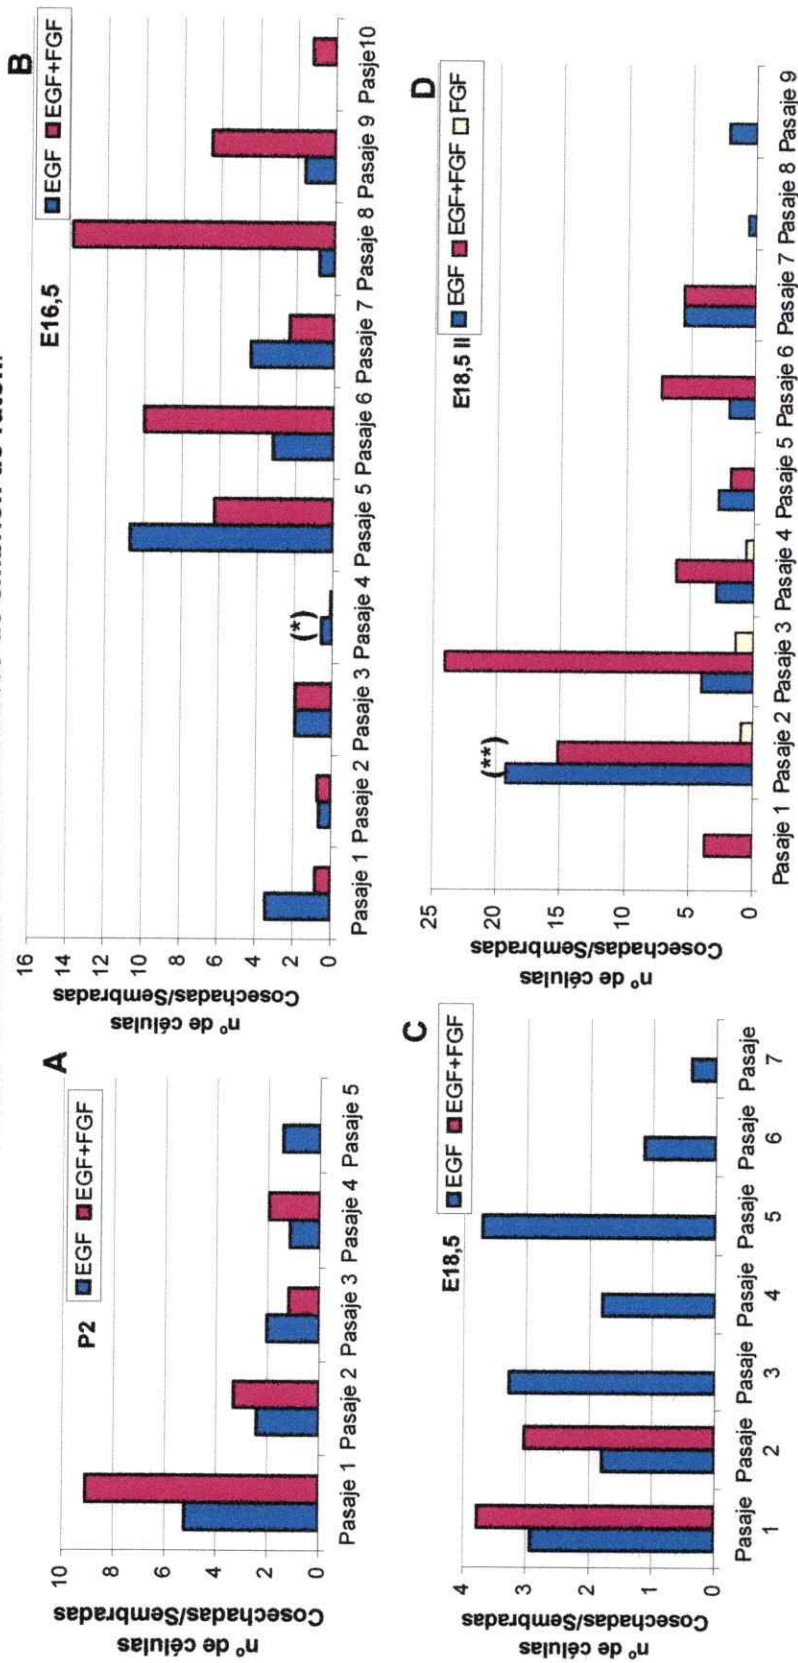 A
P2
EGF EGF+FGF
nº de células
Cosechadas/Sembradas
10
8
6
4
2
0
Pasaje 1 Pasaje 2 Pasaje 3 Pasaje 4 Pasaje 5
B
E16,5
EGF EGF+FGF
nº de células
Cosechadas/Sembradas
16
14
12
10
8
6
4
2
0
(*)
Pasaje 1 Pasaje 2 Pasaje 3 Pasaje 4 Pasaje 5 Pasaje 6 Pasaje 7 Pasaje 8 Pasaje 9 Pasje10
C
E18,5
EGF EGF+FGF
nº de células
Cosechadas/Sembradas
4
3
2
1
0
Pasaje Pasaje Pasaje Pasaje Pasaje Pasaje Pasaje
1 2 3 4 5 6 7
D
E18,5 II
EGF EGF+FGF FGF
nº de células
Cosechadas/Sembradas
25
20
15
10
5
0
(**)
Pasaje 1 Pasaje 2 Pasaje 3 Pasaje 4 Pasaje 5 Pasaje 6 Pasaje 7 Pasaje 8 Pasaje 9